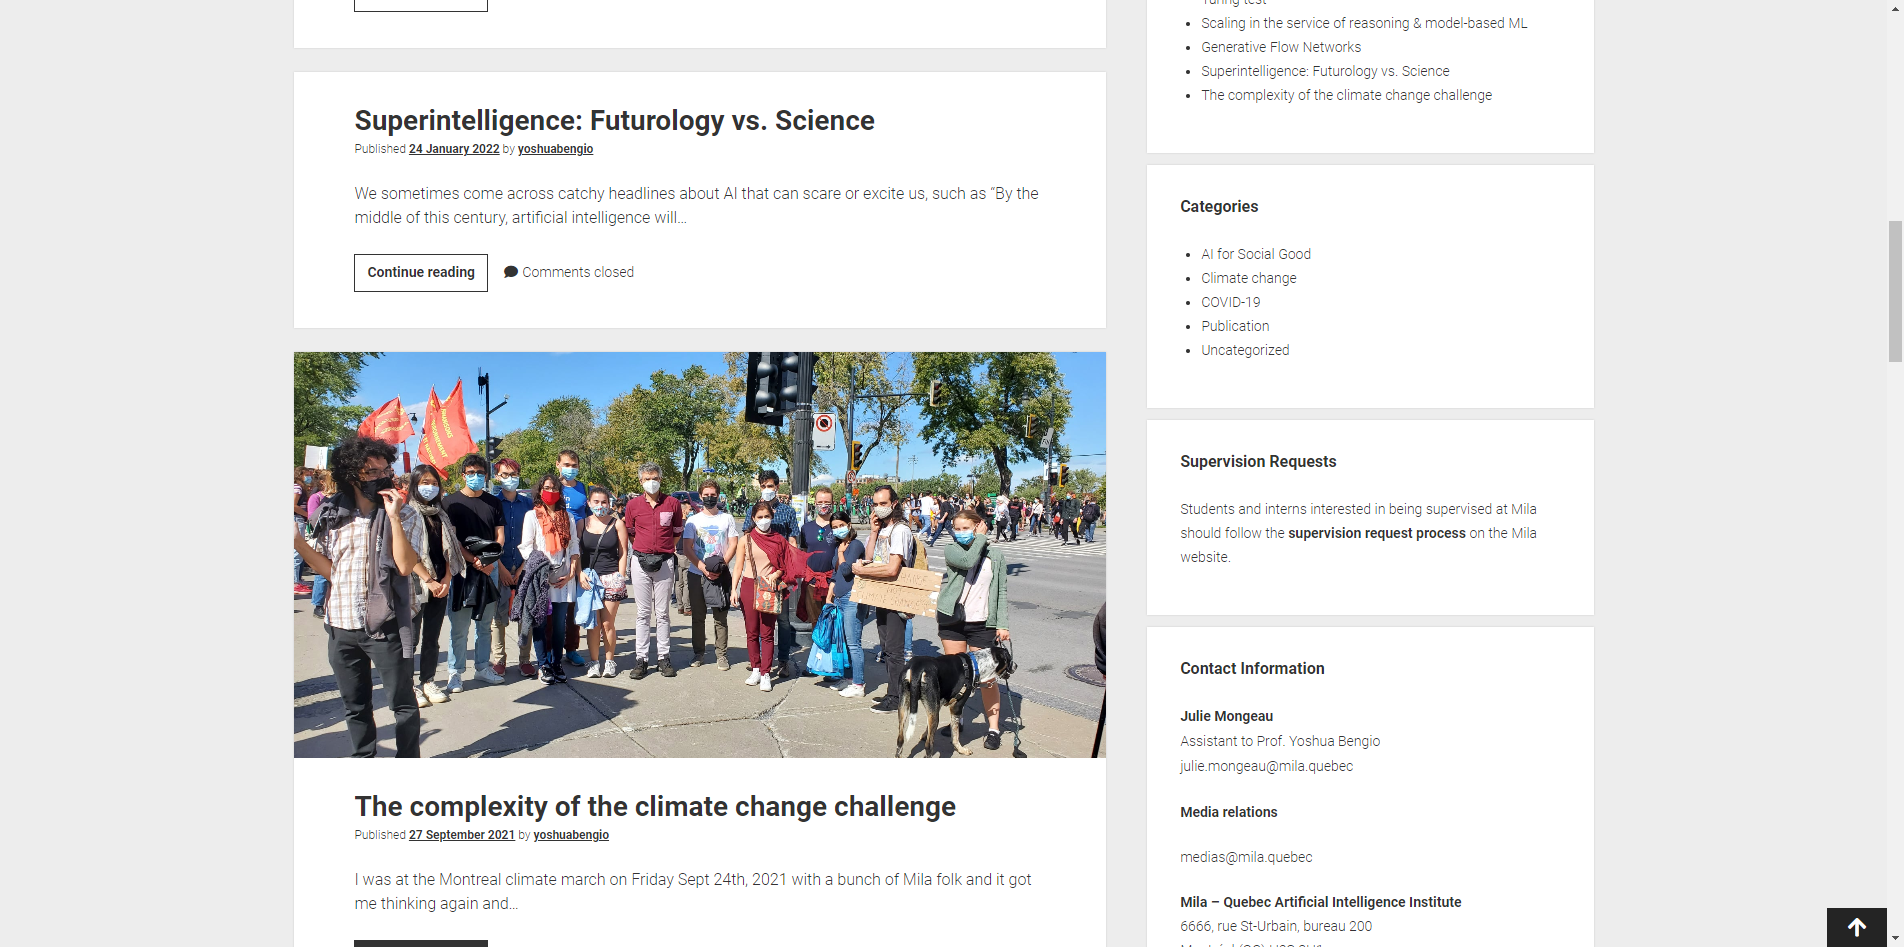 Superintelligence: Futurology vs. Science
Published 24 January 2022 by yoshuabengio
We sometimes come across catchy headlines about AI that can scare or excite us, such as “By the
middle of this century, artificial intelligence will…
Continue reading
Comments closed
The complexity of the climate change challenge
Published 27 September 2021 by yoshuabengio
I was at the Montreal climate march on Friday Sept 24th, 2021 with a bunch of Mila folk and it got
me thinking again and…
Turing test
Scaling in the service of reasoning & model-based ML
Generative Flow Networks
Superintelligence: Futurology vs. Science
The complexity of the climate change challenge
Categories
AI for Social Good
Climate change
COVID-19
Publication
Uncategorized
Supervision Requests
Students and interns interested in being supervised at Mila
should follow the supervision request process on the Mila
website.
Contact Information
Julie Mongeau
Assistant to Prof. Yoshua Bengio
julie.mongeau@mila.quebec
Media relations
medias@mila.quebec
Mila – Quebec Artificial Intelligence Institute
6666, rue St-Urbain, bureau 200